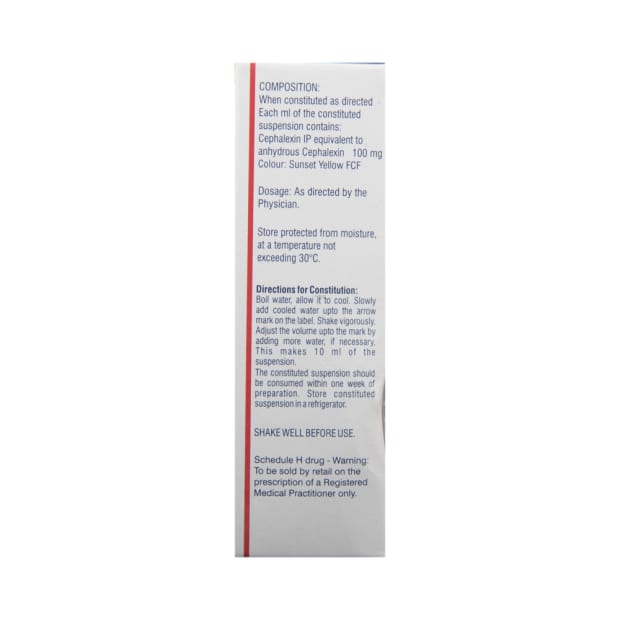 COMPOSITION:
When constituted as directed
Each ml of the constituted
suspension contains:
Cephalexin IP equivalent to
anhydrous Cephalexin 100 mg
Colour: Sunset Yellow FCF
Dosage: As directed by the
Physician.
Store protected from moisture,
at a temperature not
exceeding 30°C.
Directions for Constitution:
Boil water, allow it to cool. Slowly
add cooled water upto the arrow
mark on the label. Shake vigorously.
Adjust the volume upto the mark by
adding more water, if necessary.
This makes 10 ml of the
suspension.
The constituted suspension should
be consumed within one week of
preparation. Store constituted
suspension in a refrigerator.
SHAKE WELL BEFORE USE.
Schedule H drug - Warning:
To be sold by retail on the
prescription of a Registered
Medical Practitioner only.